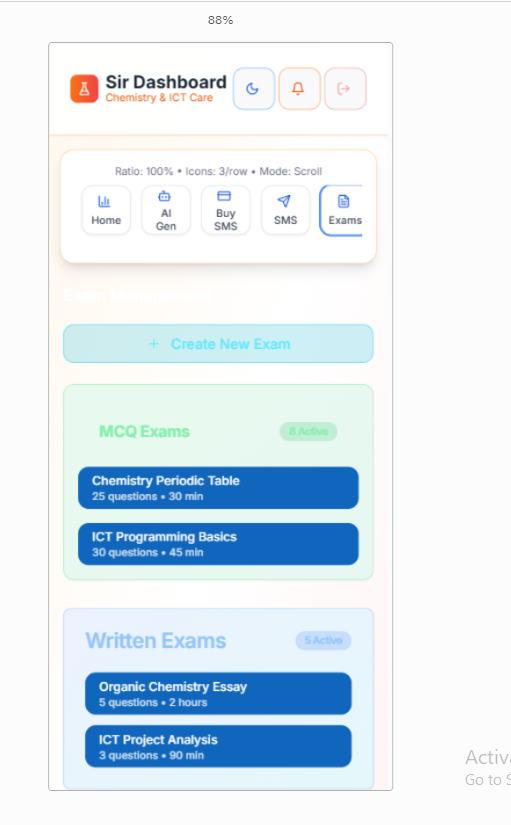 88%
Sir Dashboard
Chemistry & ICT Care
Ratio: 100% • Icons: 3/row • Mode: Scroll
Home
AI
Gen
Buy
SMS
SMS
Exams
Exam Management
+ Create New Exam
MCQ Exams
8 Active
Chemistry Periodic Table
25 questions • 30 min
ICT Programming Basics
30 questions • 45 min
Written Exams
5 Active
Organic Chemistry Essay
5 questions • 2 hours
ICT Project Analysis
3 questions • 90 min
Activa
Go to S